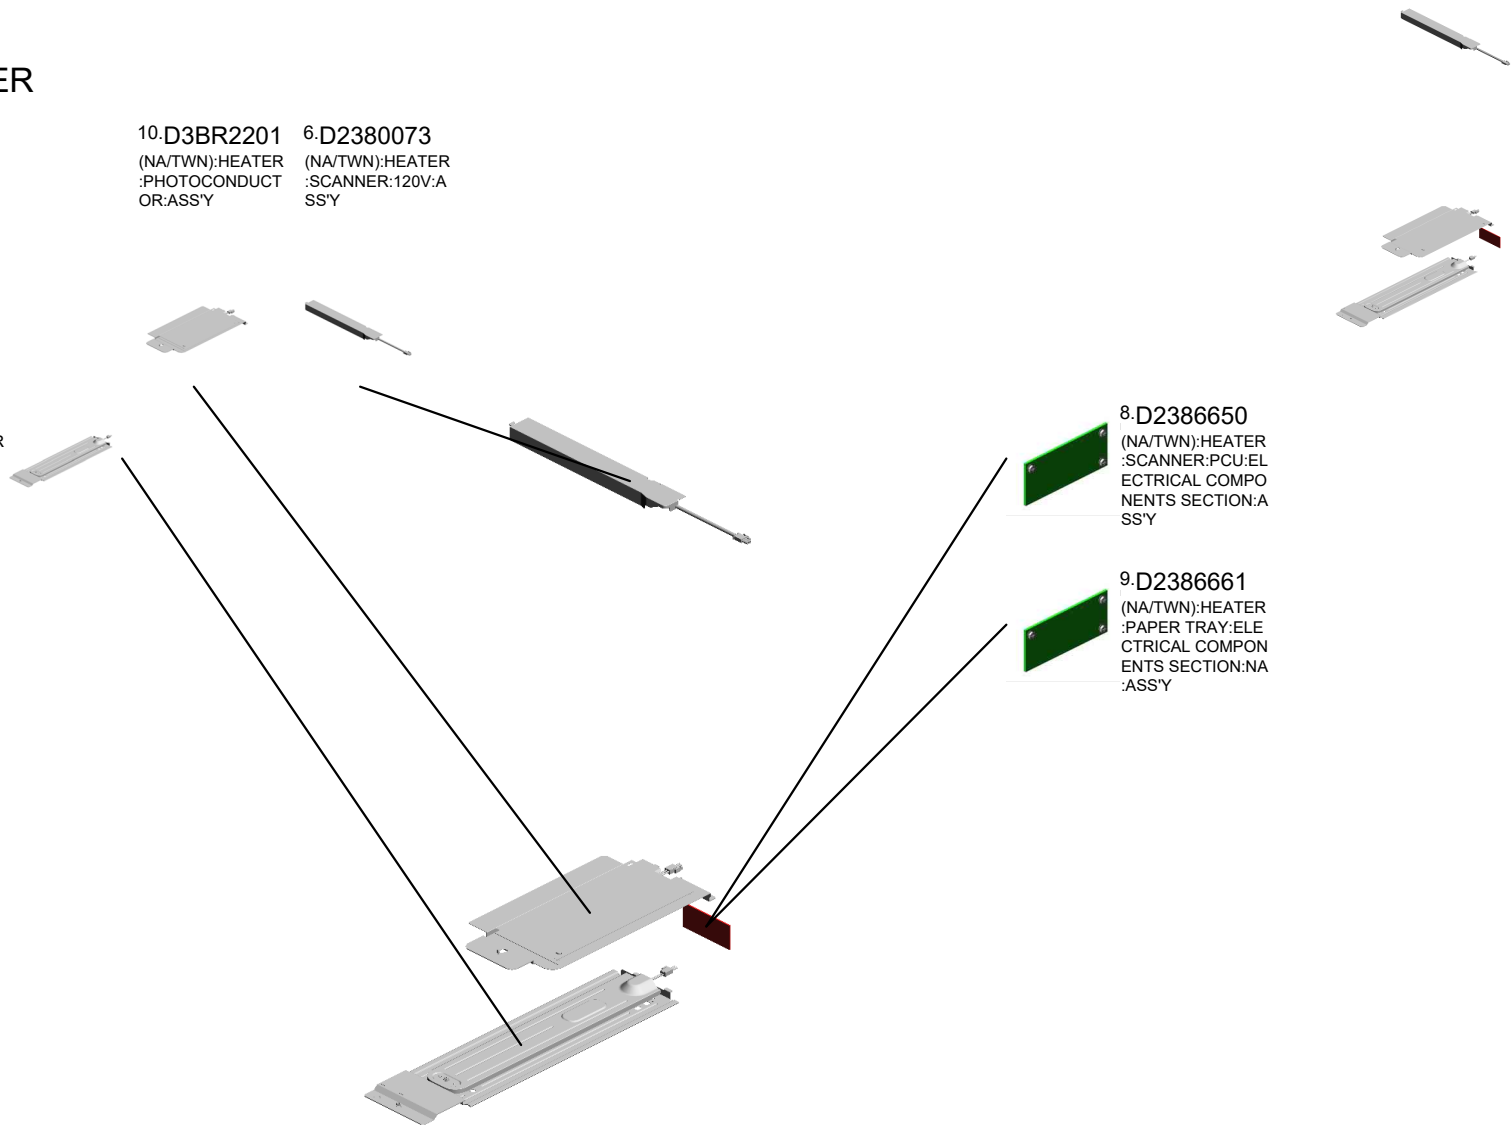 ER
10.D3BR2201
(NA/TWN):HEATER
:PHOTOCONDUCT
OR:ASS'Y
6.D2380073
(NA/TWN):HEATER
:SCANNER:120V:A
SS'Y
R
8.D2386650
(NA/TWN):HEATER
:SCANNER:PCU:EL
ECTRICAL COMPO
NENTS SECTION:A
SS'Y
9.D2386661
(NA/TWN):HEATER
:PAPER TRAY:ELE
CTRICAL COMPON
ENTS SECTION:NA
:ASS'Y